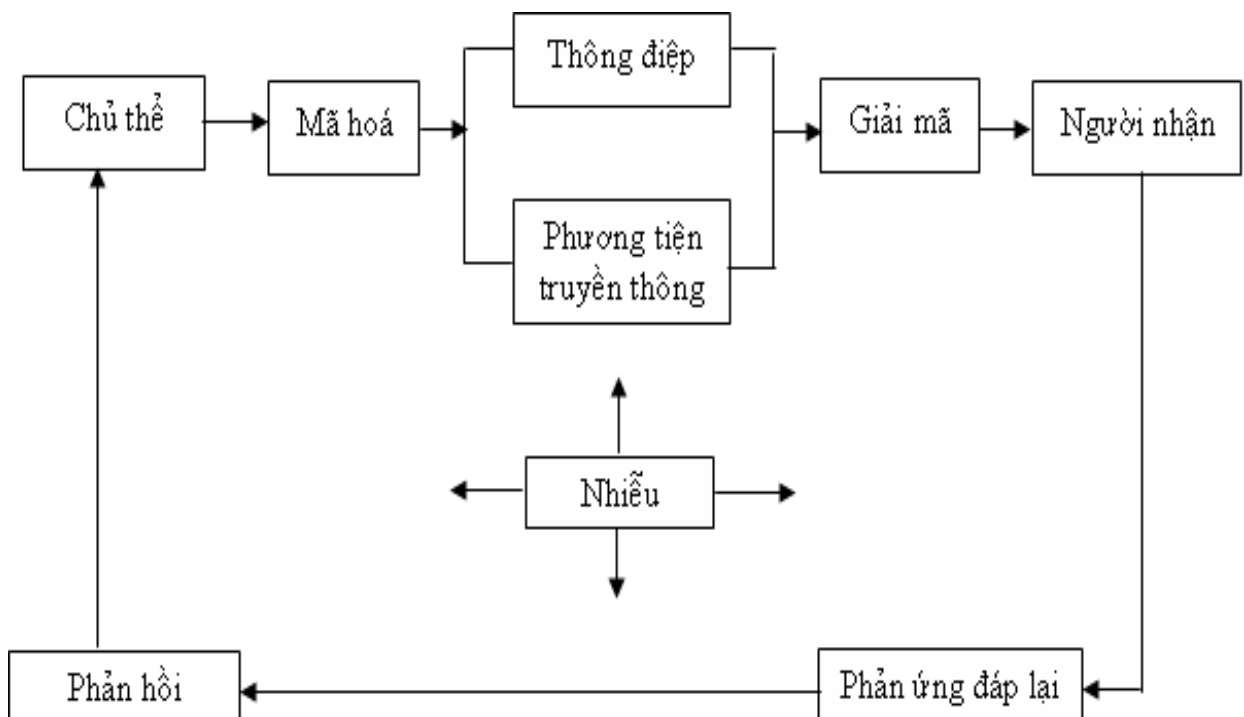 Thông điệp
Chủ thể
Mã hoá
Giải mã
Người nhận
Phương tiện
truyền thông
Nhiễu
Phản hồi
Phản ứng đáp lại